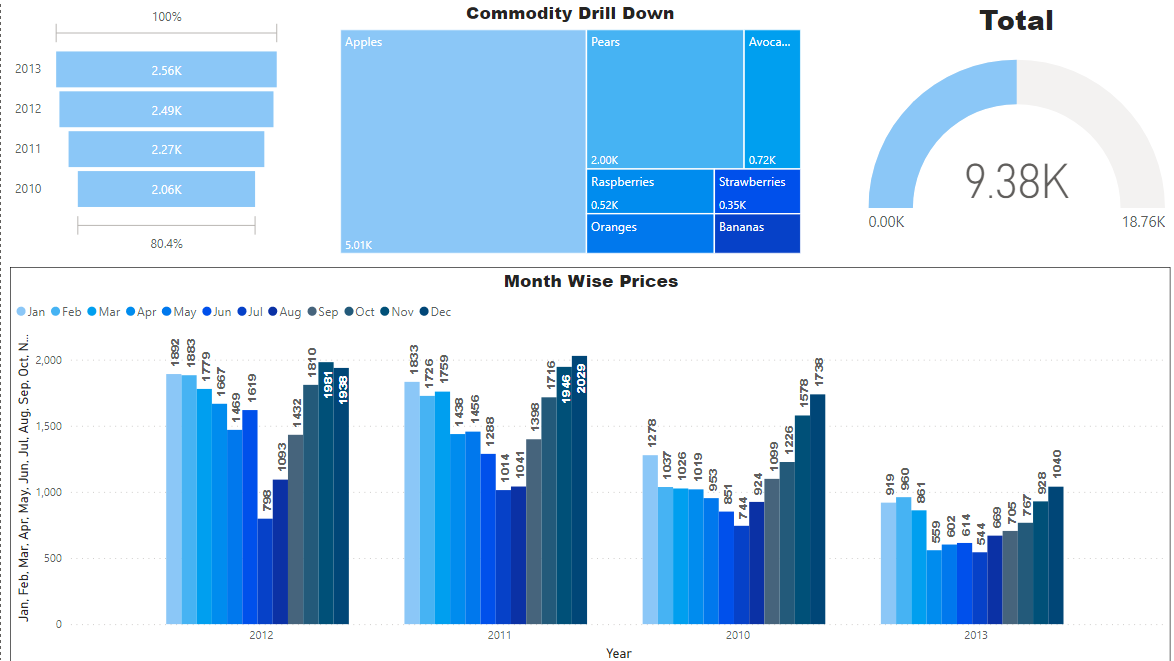 100%
2013
2.56K
2012
2.49K
2011
2.27K
2010
2.06K
80.4%
Commodity Drill Down
Apples
5.01K
Pears
2.00K
Avoca...
0.72K
Raspberries
0.52K
Strawberries
0.35K
Oranges
Bananas
Total
9.38K
0.00K
18.76K
Month Wise Prices
Jan Feb Mar Apr May Jun Jul Aug Sep Oct Nov Dec
Jan, Feb, Mar, Apr, May, Jun, Jul, Aug, Sep, Oct, N...
2,000
1,500
1,000
500
0
1892 1883 1779 1667 1469 1619 798 1093 1432 1810 1981 1938
1833 1726 1759 1438 1456 1288 1014 1041 1398 1716 1946 2029
1278 1037 1026 1019 953 851 744 924 1099 1226 1578 1738
919 960 861 559 602 614 544 669 705 767 928 1040
2012 2011 2010 2013
Year